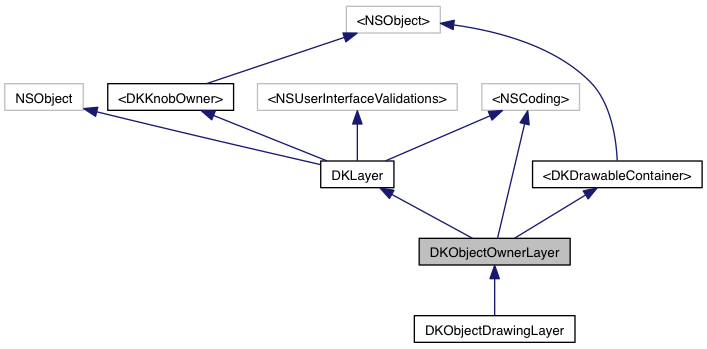 <NSObject>
NSObject
<DKKnobOwner>
<NSUserInterfaceValidations>
<NSCoding>
DKLayer
<DKDrawableContainer>
DKObjectOwnerLayer
DKObjectDrawingLayer